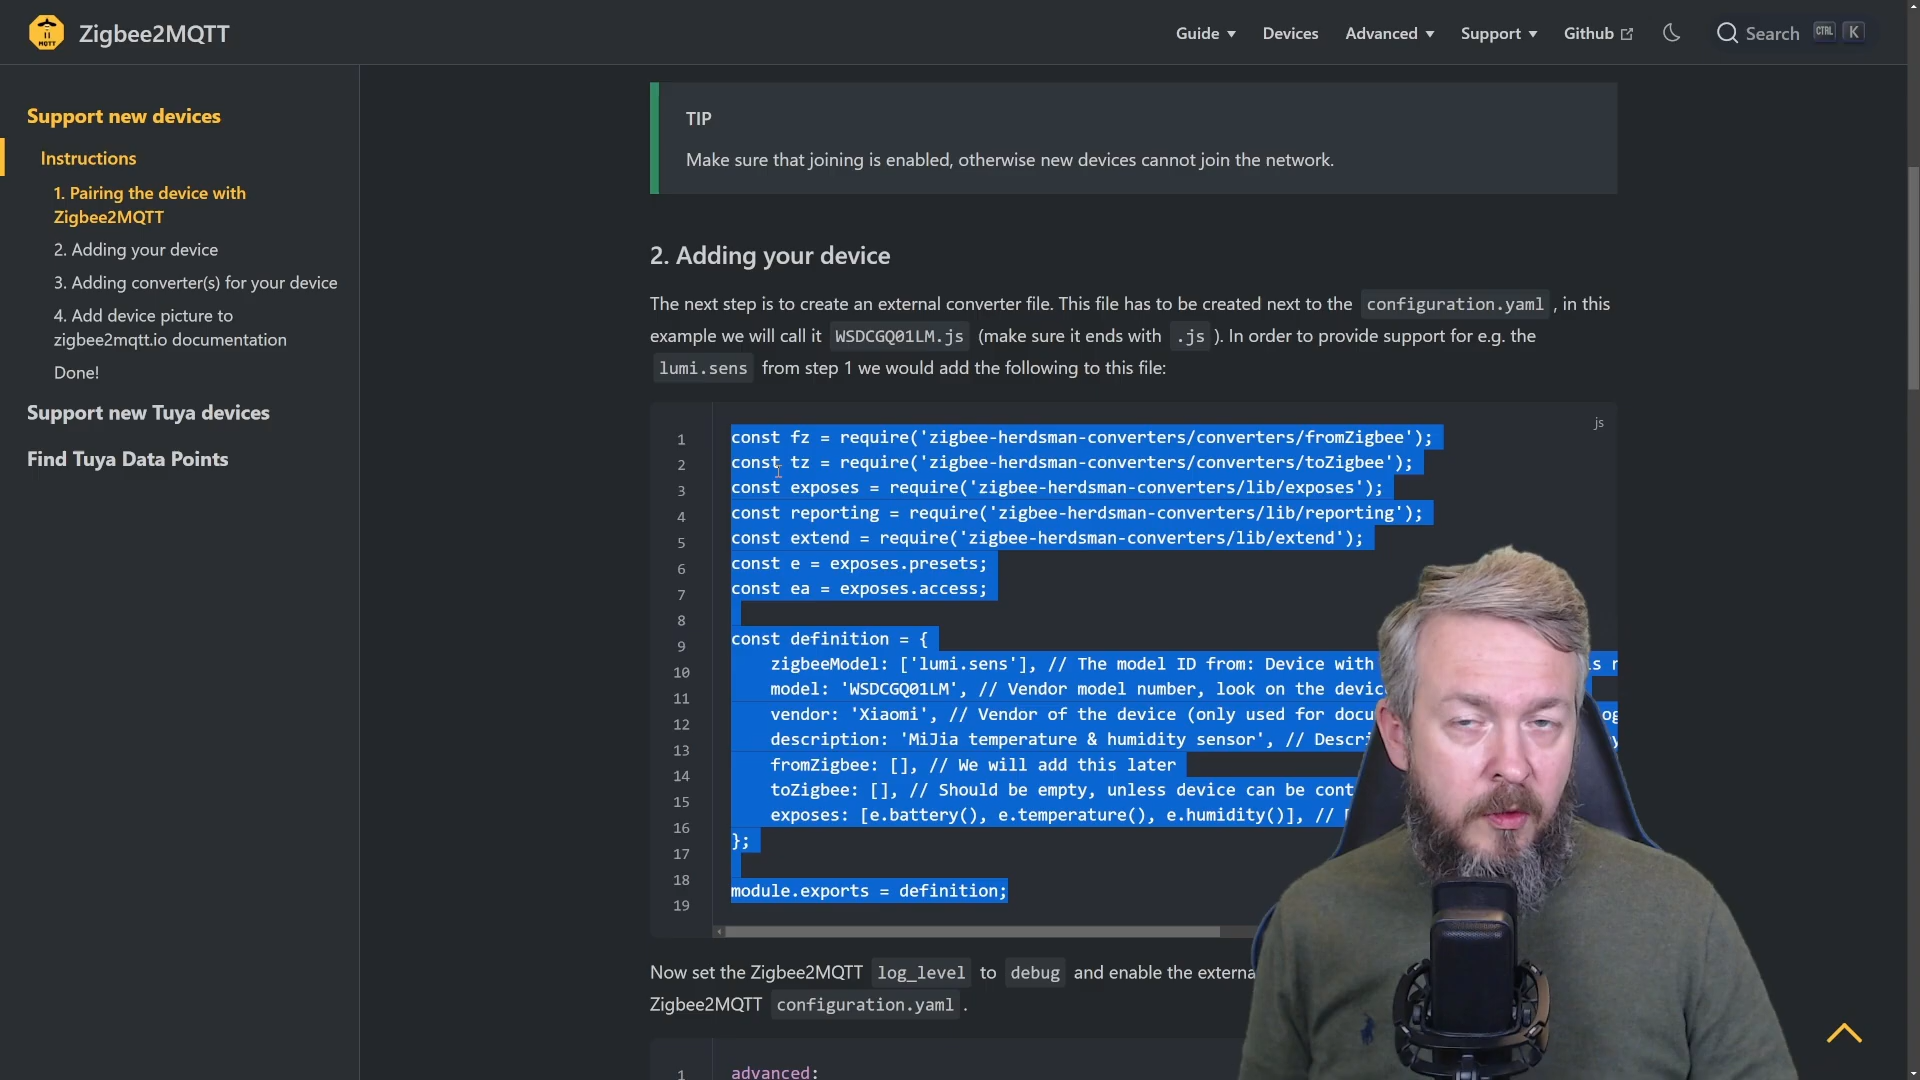 Zigbee2MQTT
Guide
Devices
Advanced
Support
Github
Search
CTRL
K
MQTT
Support new devices
Instructions
1. Pairing the device with
Zigbee2MQTT
2. Adding your device
3. Adding converter(s) for your device
4. Add device picture to
zigbee2mqtt.io documentation
Done!
Support new Tuya devices
Find Tuya Data Points
TIP
Make sure that joining is enabled, otherwise new devices cannot join the network.
2. Adding your device
The next step is to create an external converter file. This file has to be created next to the configuration.yaml , in this
example we will call it WSDCGQ01LM.js (make sure it ends with .js ). In order to provide support for e.g. the
lumi.sens from step 1 we would add the following to this file:
js
1 const fz = require('zigbee-herdsman-converters/converters/fromZigbee');
2 const tz = require('zigbee-herdsman-converters/converters/toZigbee');
3 const exposes = require('zigbee-herdsman-converters/lib/exposes');
4 const reporting = require('zigbee-herdsman-converters/lib/reporting');
5 const extend = require('zigbee-herdsman-converters/lib/extend');
6 const e = exposes.presets;
7 const ea = exposes.access;
8
9 const definition = {
10 zigbeeModel: ['lumi.sens'], // The model ID from: Device with
11 model: 'WSDCGQ01LM', // Vendor model number, look on the devic
12 vendor: 'Xiaomi', // Vendor of the device (only used for docu
13 description: 'MiJia temperature & humidity sensor', // Descri
14 fromZigbee: [], // We will add this later
15 toZigbee: [], // Should be empty, unless device can be cont
16 exposes: [e.battery(), e.temperature(), e.humidity()], //
17 };
18
19 module.exports = definition;
Now set the Zigbee2MQTT log_level to debug and enable the externa
Zigbee2MQTT configuration.yaml .
1 advanced: